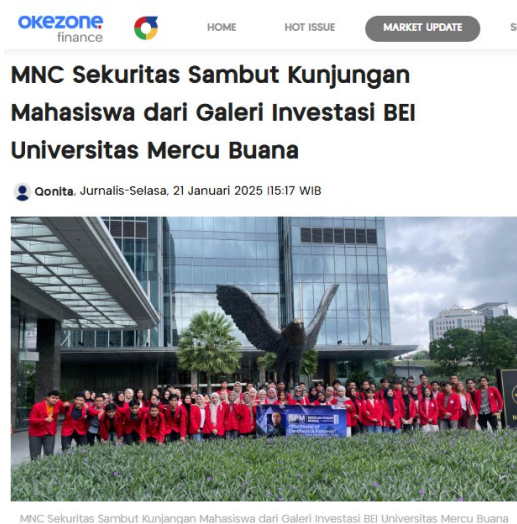 okezone
finance
HOME
HOT ISSUE
MARKET UPDATE
S
MNC Sekuritas Sambut Kunjungan
Mahasiswa dari Galeri Investasi BEI
Universitas Mercu Buana
Qonita, Jurnalis-Selasa, 21 Januari 2025 |15:17 WIB
SPM
MNC Sekuritas Sambut Kunjangan Mahasiswa dari Galeri Investasi BEI Universitas Mercu Buana